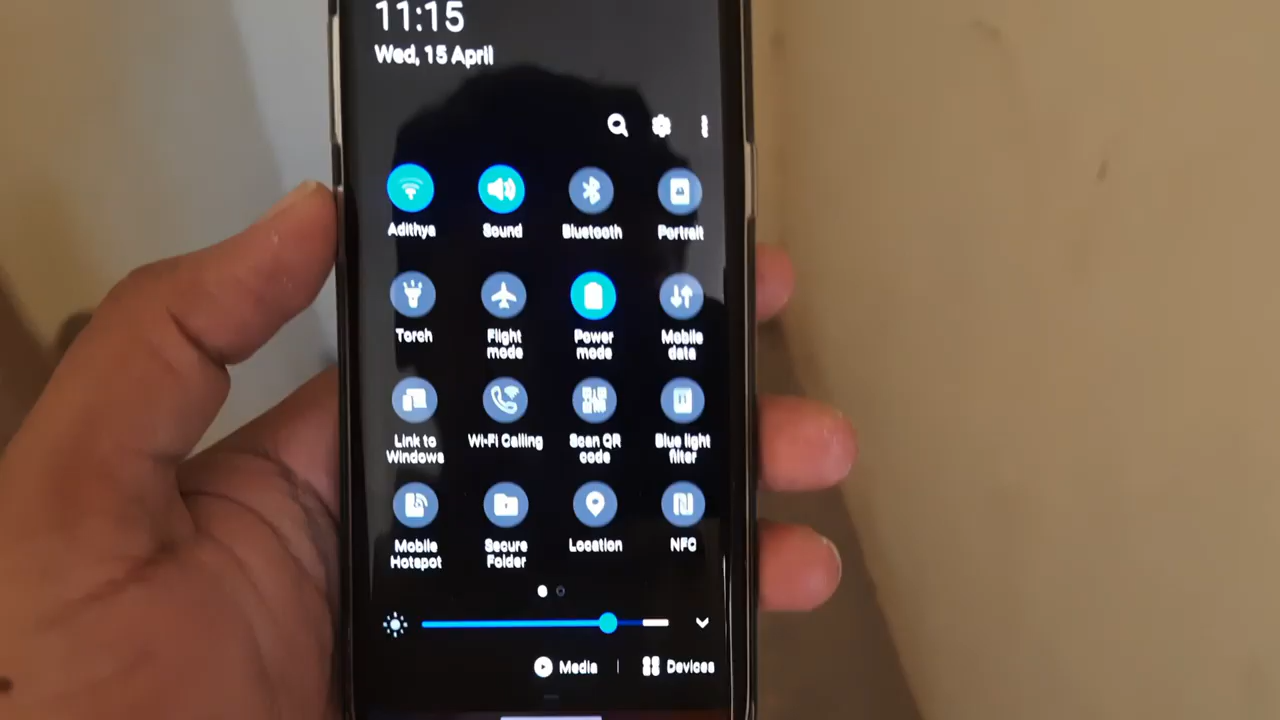 11:15
Wed, 15 April
Adithya Sound Bluetooth Portrait
Torch Flight mode Power mode Mobile data
Link to Windows Wi-Fi Calling Scan QR code Blue light filter
Mobile Hotspot Secure Folder Location NFC
Media | Devices